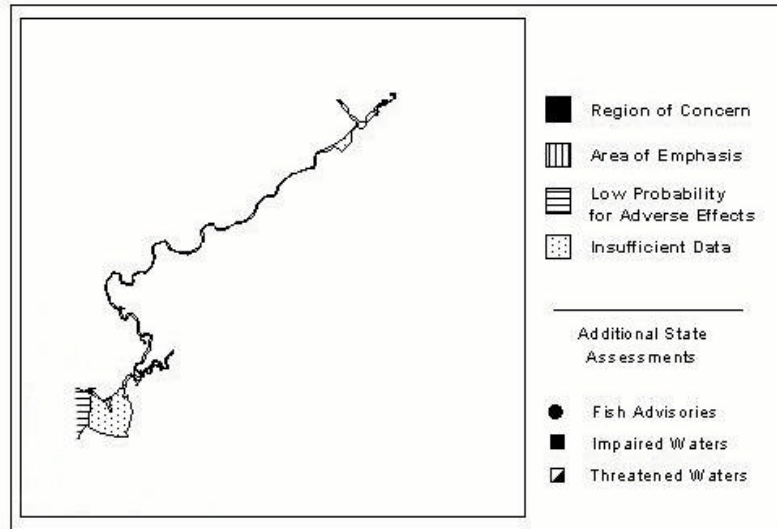 Region of Concern
Area of Emphasis
Low Probability
for Adverse Effects
Insufficient Data
Additional State
Assessments
Fish Advisories
Impaired Waters
Threatened Waters